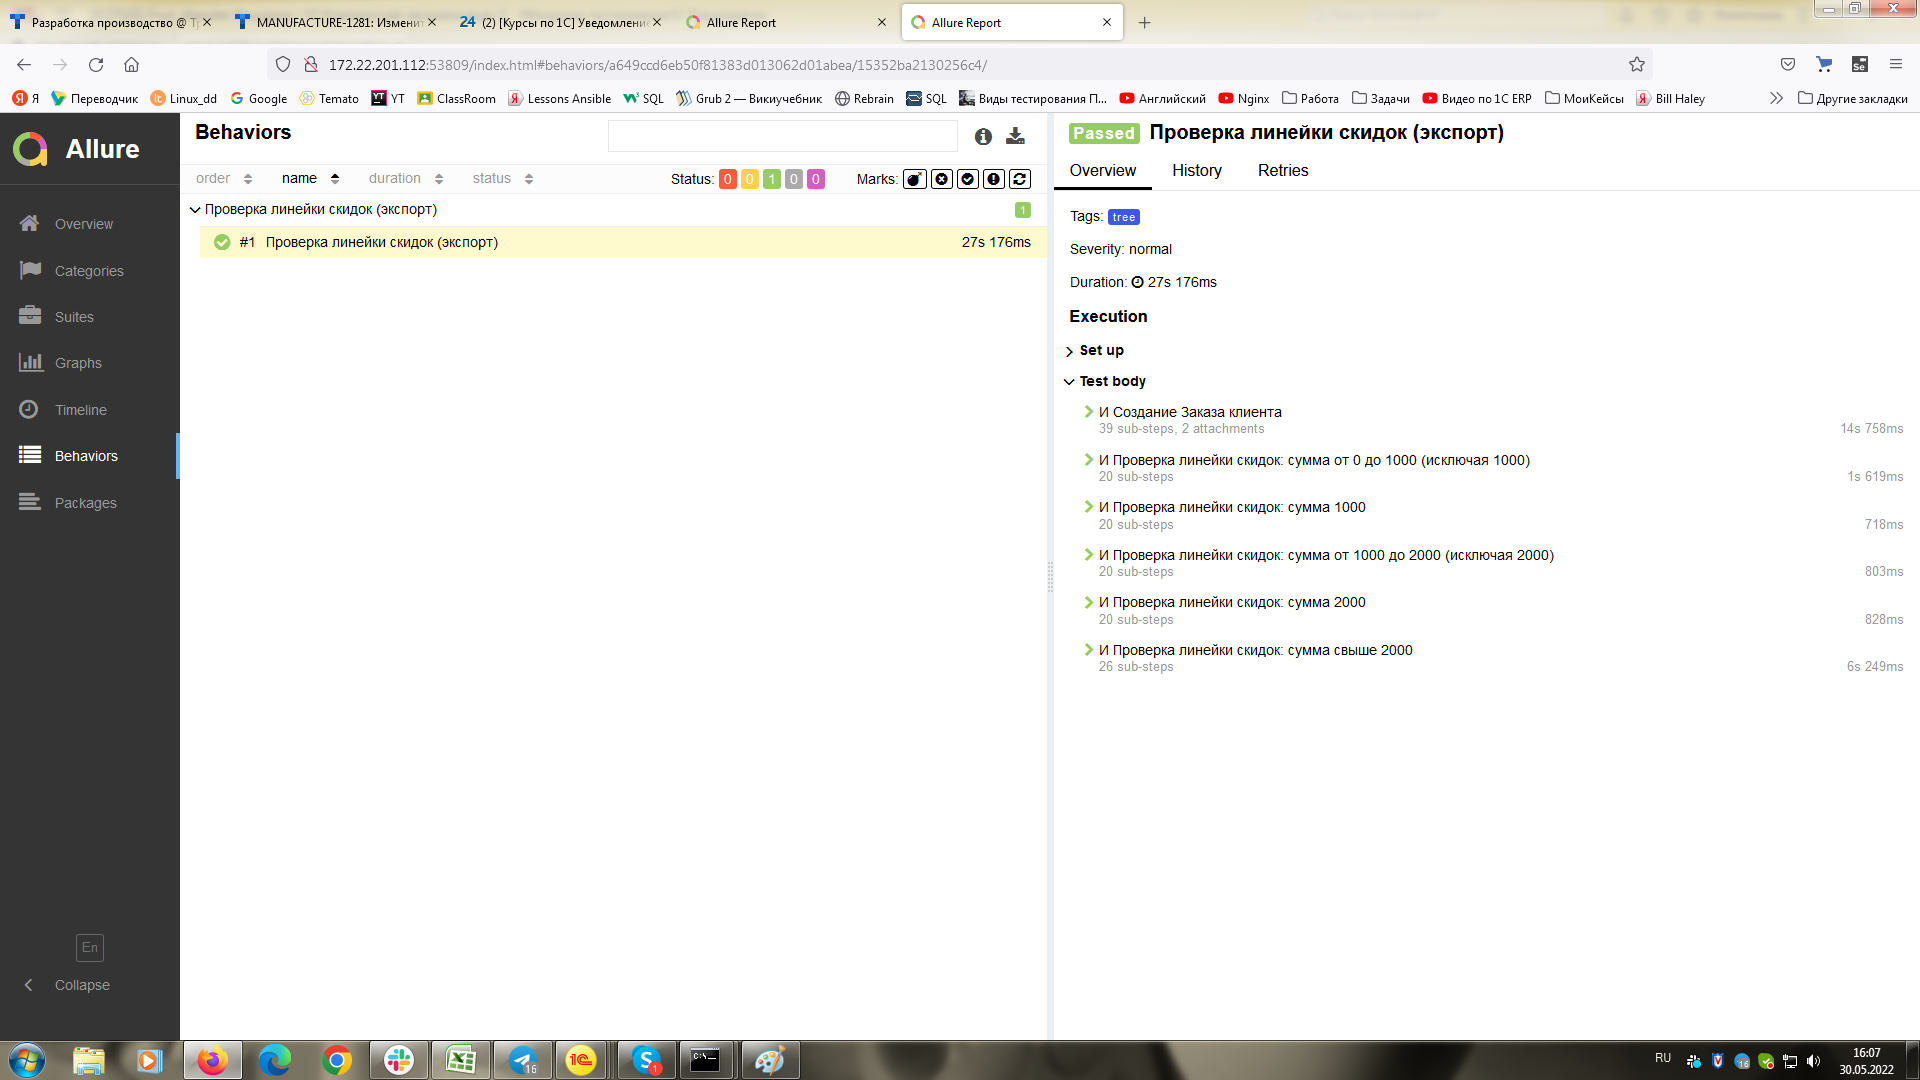 Разработка производство @ Тр
MANUFACTURE-1281: Изменит
24 (2) [Курсы по 1С] Уведомление
Allure Report
Allure Report
172.22.201.112:53809/index.html#behaviors/a649ccd6eb50f81383d013062d01abea/15352ba2130256c4/
Я
Переводчик
Linux_dd
Google
Temato
YT
ClassRoom
Lessons Ansible
SQL
Grub 2 — Викиучебник
Rebrain
SQL
Виды тестирования П...
Английский
Nginx
Работа
Задачи
Видео по 1С ERP
МоиКейсы
Bill Haley
Другие закладки
Allure
Overview
Categories
Suites
Graphs
Timeline
Behaviors
Packages
En
Collapse
Behaviors
order name duration status
Status: 0 0 1 0 0 Marks:
Проверка линейки скидок (экспорт) 1
#1 Проверка линейки скидок (экспорт) 27s 176ms
Passed Проверка линейки скидок (экспорт)
Overview History Retries
Tags: tree
Severity: normal
Duration: 27s 176ms
Execution
Set up
Test body
И Создание Заказа клиента
39 sub-steps, 2 attachments 14s 758ms
И Проверка линейки скидок: сумма от 0 до 1000 (исключая 1000)
20 sub-steps 1s 619ms
И Проверка линейки скидок: сумма 1000
20 sub-steps 718ms
И Проверка линейки скидок: сумма от 1000 до 2000 (исключая 2000)
20 sub-steps 803ms
И Проверка линейки скидок: сумма 2000
20 sub-steps 828ms
И Проверка линейки скидок: сумма свыше 2000
26 sub-steps 6s 249ms
16
1
RU
16
16:07
30.05.2022